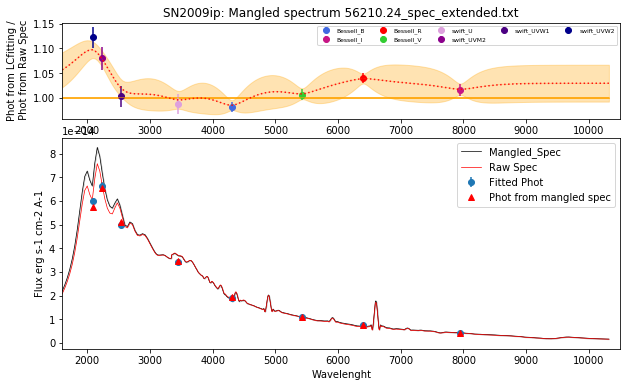 SN2009ip: Mangled spectrum 56210.24_spec_extended.txt
Phot from LCfitting /
Phot from Raw Spec
1.15
1.10
1.05
1.00
Bessell_B
Bessell_I
Bessell_R
Bessell_V
swift_U
swift_UVM2
swift_UVW1
swift_UVW2
2000 3000 4000 5000 6000 7000 8000 9000 10000
1e−14
Flux erg s-1 cm-2 A-1
8
7
6
5
4
3
2
1
0
Mangled_Spec
Raw Spec
Fitted Phot
Phot from mangled spec
2000 3000 4000 5000 6000 7000 8000 9000 10000
Wavelenght